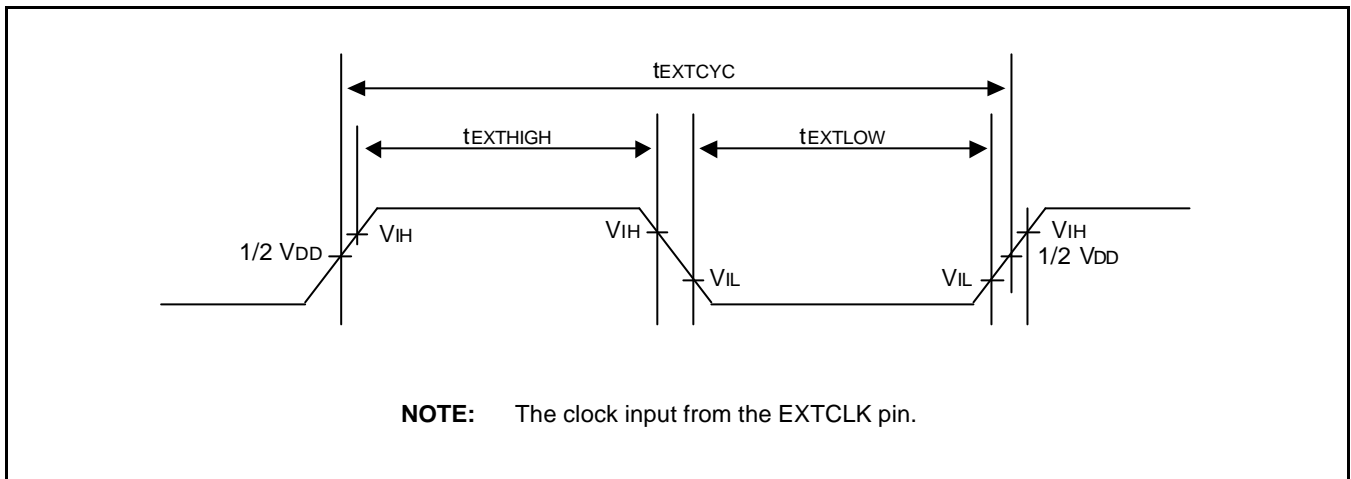 tEXTCYC
tEXTHIGH
tEXTLOW
VIH
VIH
VIH
1/2 VDD
1/2 VDD
VIL
VIL
NOTE: The clock input from the EXTCLK pin.